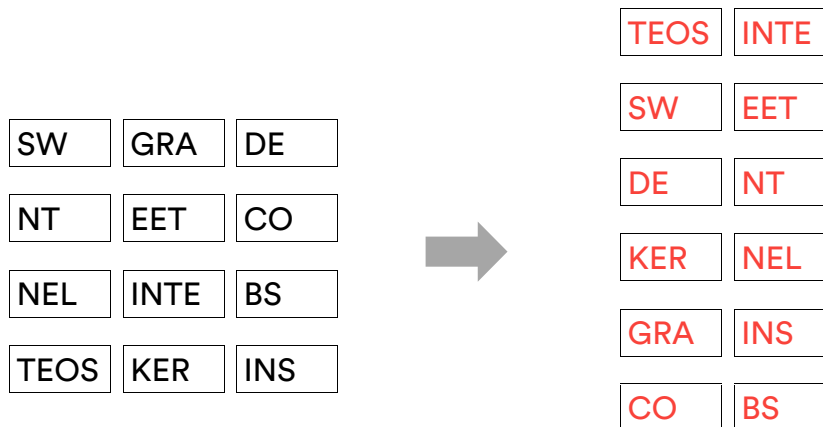 SW GRA DE
NT EET CO
NEL INTE BS
TEOS KER INS
TEOS INTE
SW EET
DE NT
KER NEL
GRA INS
CO BS